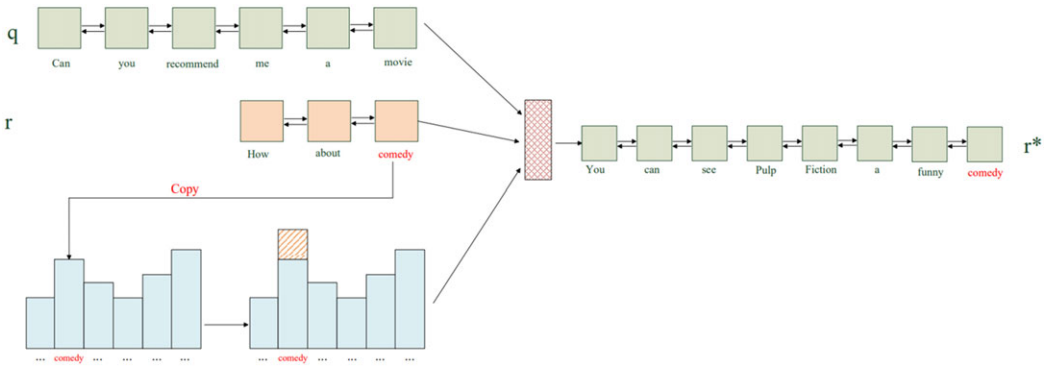 q
Can you recommend me a movie
r
How about comedy
Copy
You can see Pulp Fiction a funny comedy
r*
... comedy ... ... ... ... comedy ... ... ...